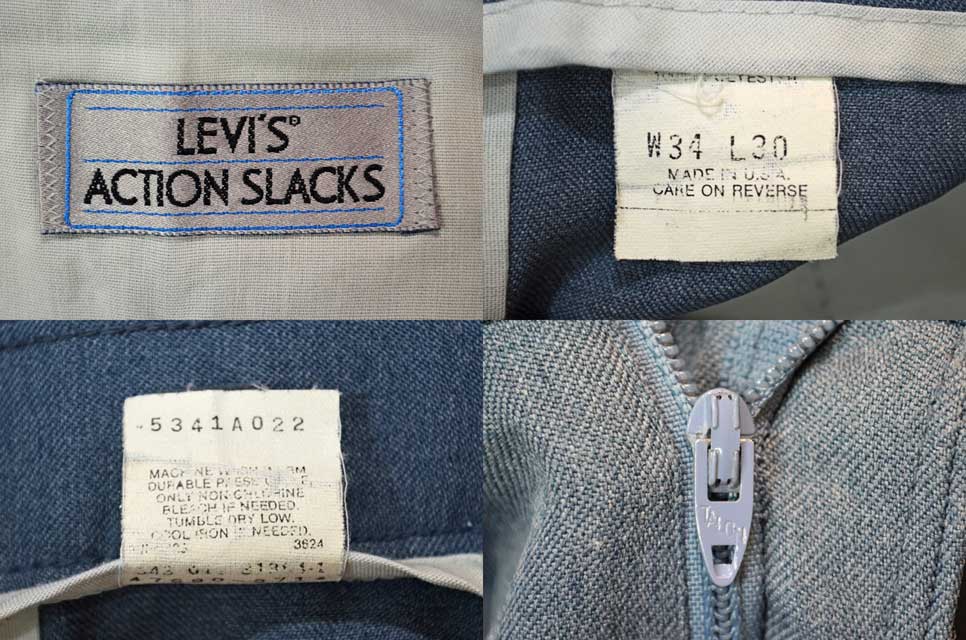 LEVI'S®
ACTION SLACKS
W34 L30
MADE IN U.S.A.
CARE ON REVERSE
5341A022
MACHINE WASH WARM
DURABLE PRESS
ONLY NON-CHLORINE
BLEACH IF NEEDED.
TUMBLE DRY LOW.
COOL IRON IF NEEDED.
3624
TALON